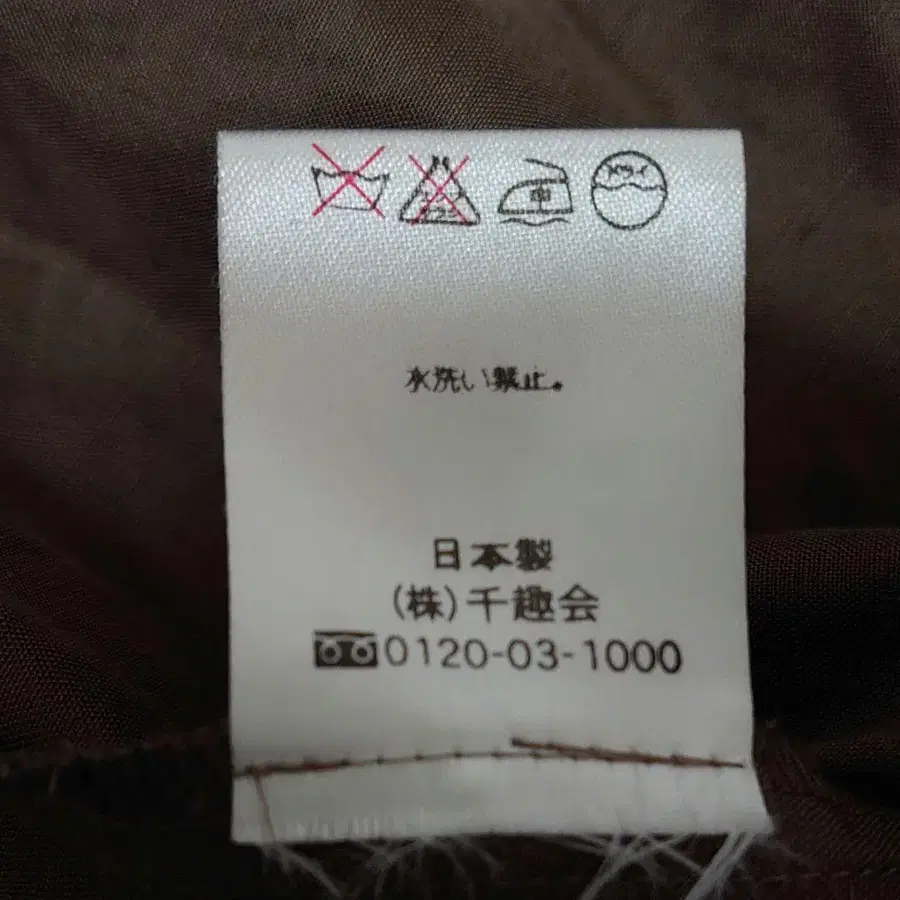 中 ドライ
水洗い禁止。
日本製
(株)千趣会
0120-03-1000